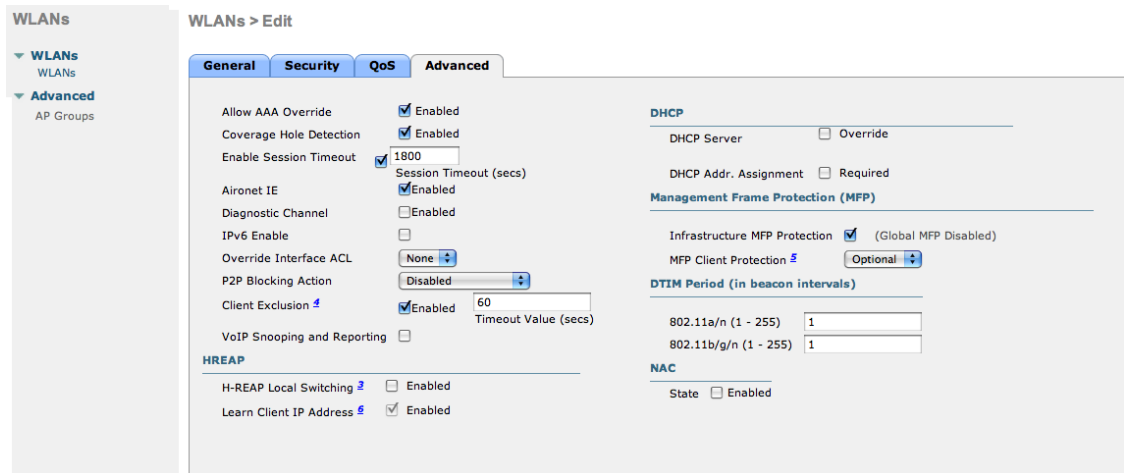 WLANs
WLANs
WLANs
Advanced
AP Groups
WLANs > Edit
General Security QoS Advanced
Allow AAA Override Enabled
Coverage Hole Detection Enabled
Enable Session Timeout 1800
Session Timeout (secs)
Aironet IE Enabled
Diagnostic Channel Enabled
IPv6 Enable
Override Interface ACL None
P2P Blocking Action Disabled
Client Exclusion 4 Enabled 60
Timeout Value (secs)
VoIP Snooping and Reporting
HREAP
H-REAP Local Switching 3 Enabled
Learn Client IP Address 6 Enabled
DHCP
DHCP Server Override
DHCP Addr. Assignment Required
Management Frame Protection (MFP)
Infrastructure MFP Protection (Global MFP Disabled)
MFP Client Protection 5 Optional
DTIM Period (in beacon intervals)
802.11a/n (1 - 255) 1
802.11b/g/n (1 - 255) 1
NAC
State Enabled